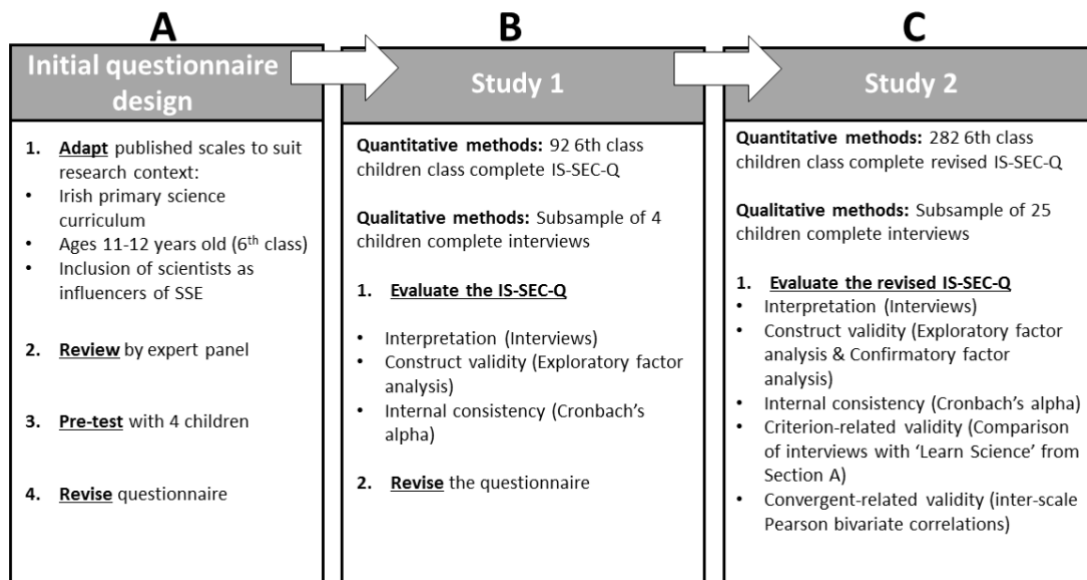 A
Initial questionnaire
design
1. Adapt published scales to suit
research context:
• Irish primary science
curriculum
• Ages 11-12 years old (6th class)
• Inclusion of scientists as
influencers of SSE
2. Review by expert panel
3. Pre-test with 4 children
4. Revise questionnaire
B
Study 1
Quantitative methods: 92 6th class
children class complete IS-SEC-Q
Qualitative methods: Subsample of 4
children complete interviews
1. Evaluate the IS-SEC-Q
• Interpretation (Interviews)
• Construct validity (Exploratory factor
analysis)
• Internal consistency (Cronbach's
alpha)
2. Revise the questionnaire
C
Study 2
Quantitative methods: 282 6th class
children class complete revised IS-SEC-Q
Qualitative methods: Subsample of 25
children complete interviews
1. Evaluate the revised IS-SEC-Q
• Interpretation (Interviews)
• Construct validity (Exploratory factor
analysis & Confirmatory factor
analysis)
• Internal consistency (Cronbach's alpha)
• Criterion-related validity (Comparison
of interviews with 'Learn Science' from
Section A)
• Convergent-related validity (inter-scale
Pearson bivariate correlations)